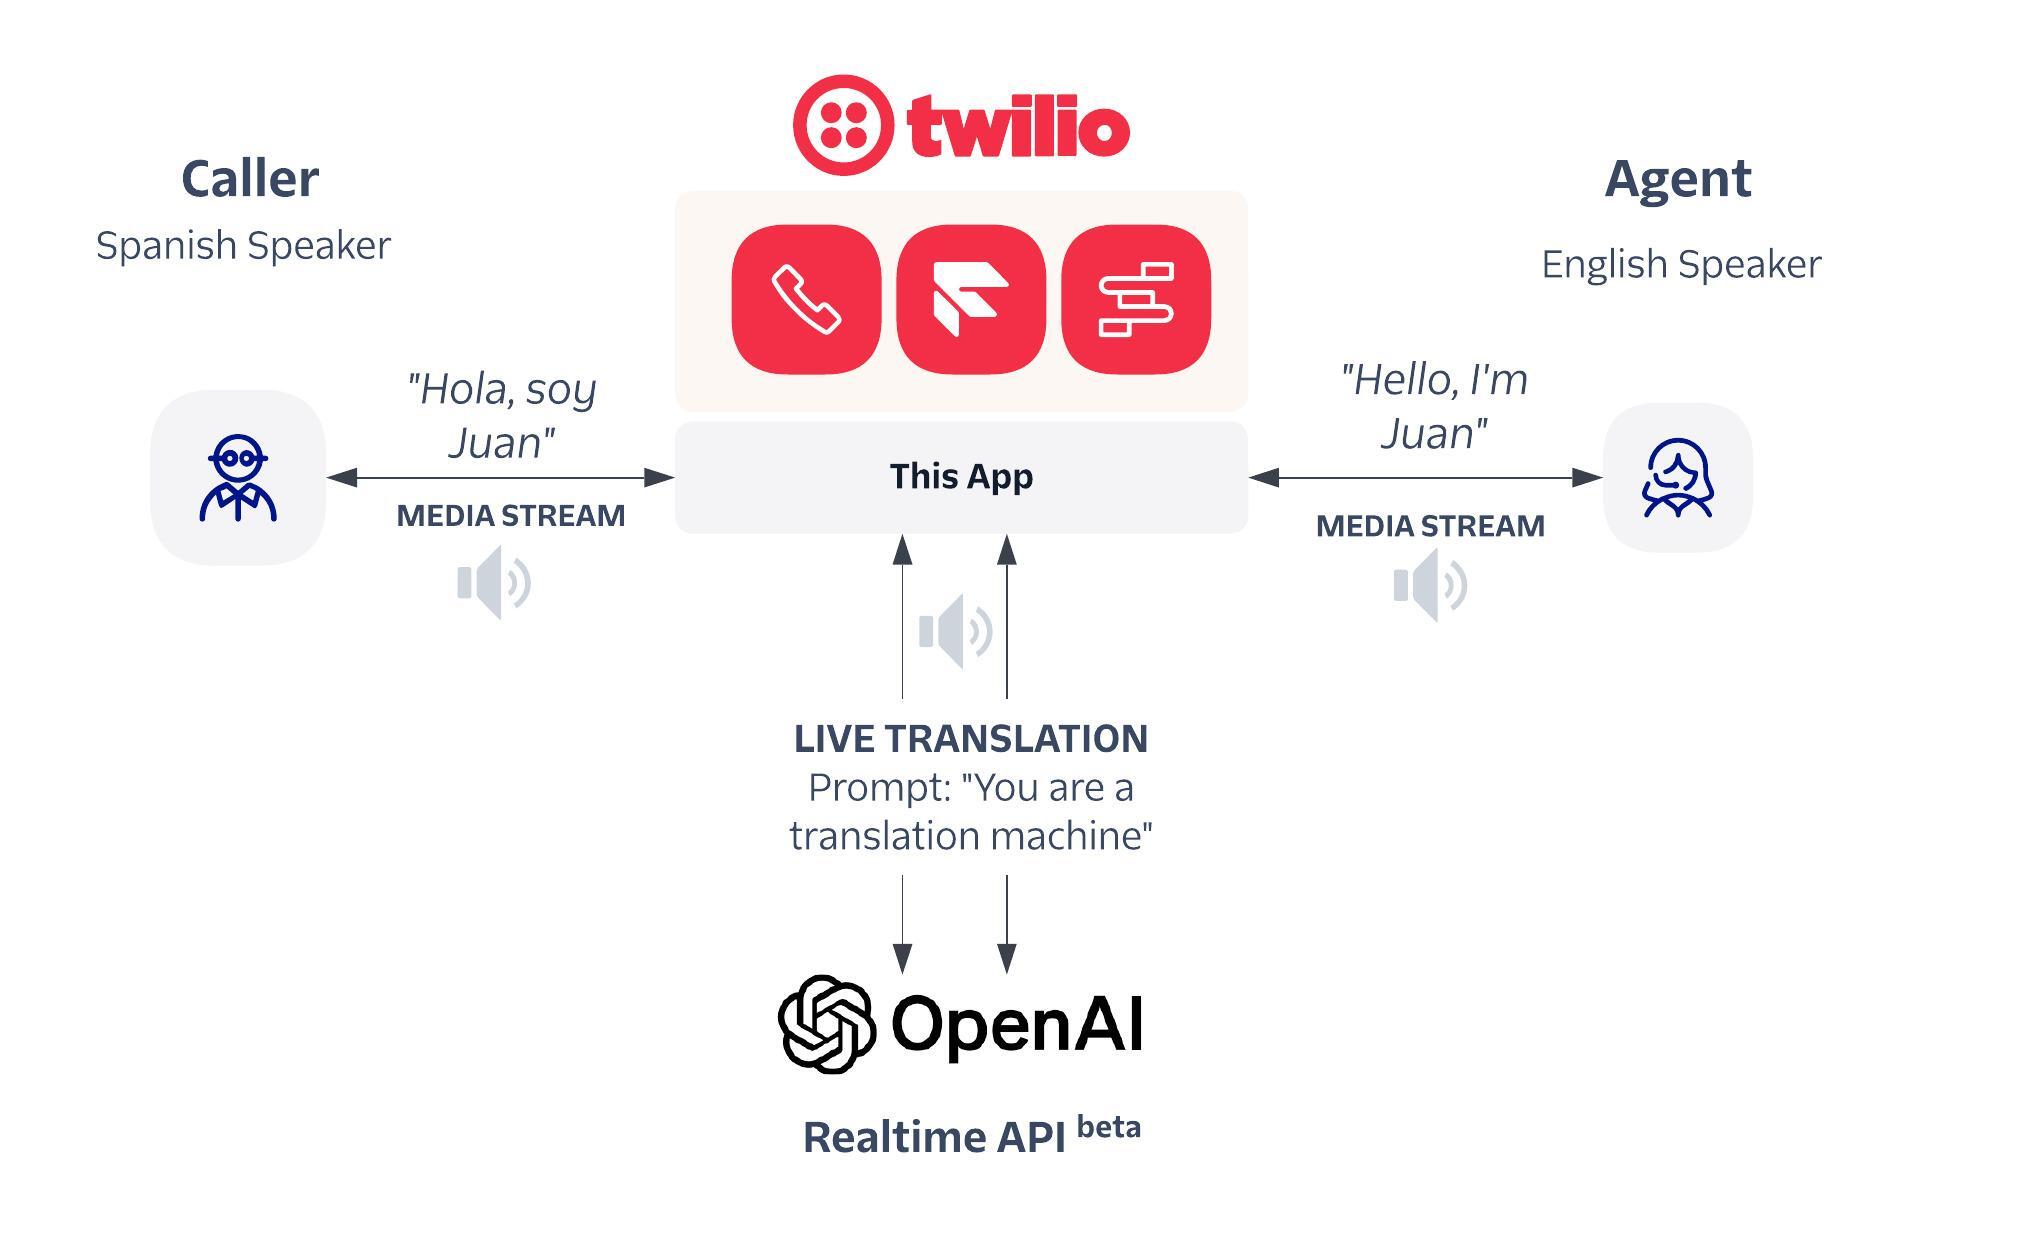 twilio
Caller
Spanish Speaker
Agent
English Speaker
"Hola, soy
Juan"
MEDIA STREAM
This App
"Hello, I'm
Juan"
MEDIA STREAM
LIVE TRANSLATION
Prompt: "You are a
translation machine"
OpenAI
Realtime API beta